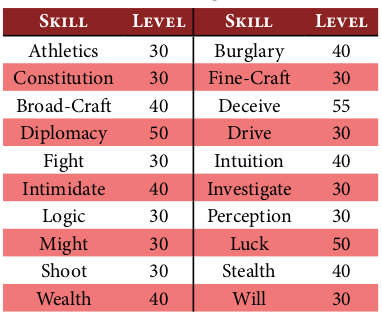 Skill Level Skill Level
Athletics 30 Burglary 40
Constitution 30 Fine-Craft 30
Broad-Craft 40 Deceive 55
Diplomacy 50 Drive 30
Fight 30 Intuition 40
Intimidate 40 Investigate 30
Logic 30 Perception 30
Might 30 Luck 50
Shoot 30 Stealth 40
Wealth 40 Will 30